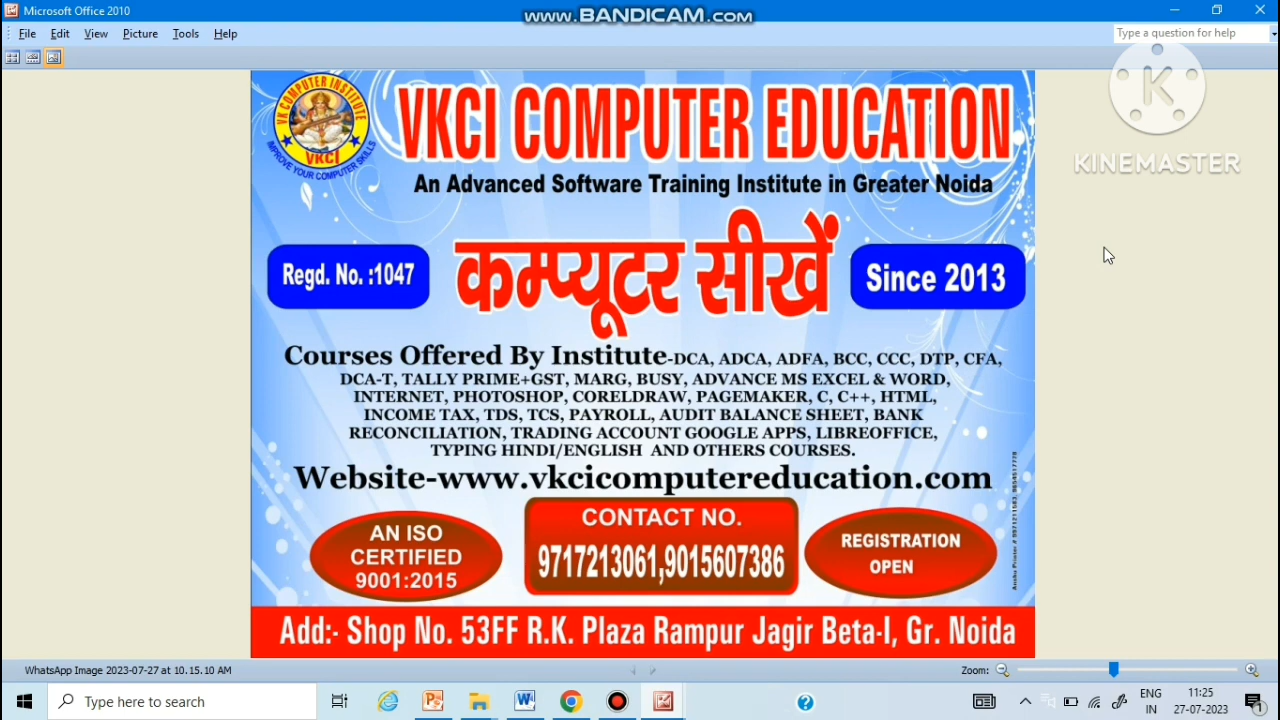 Microsoft Office 2010
www.BANDICAM.com
File Edit View Picture Tools Help
Type a question for help
KINEMASTER
VK COMPUTER INSTITUTE
VKCI
IMPROVE YOUR COMPUTER SKILLS
VKCI COMPUTER EDUCATION
An Advanced Software Training Institute in Greater Noida
Regd. No. :1047
कम्प्यूटर सीखें
Since 2013
Courses Offered By Institute-DCA, ADCA, ADFA, BCC, CCC, DTP, CFA,
DCA-T, TALLY PRIME+GST, MARG, BUSY, ADVANCE MS EXCEL & WORD,
INTERNET, PHOTOSHOP, CORELDRAW, PAGEMAKER, C, C++, HTML,
INCOME TAX, TDS, TCS, PAYROLL, AUDIT BALANCE SHEET, BANK
RECONCILIATION, TRADING ACCOUNT GOOGLE APPS, LIBREOFFICE,
TYPING HINDI/ENGLISH AND OTHERS COURSES.
Website-www.vkcicomputereducation.com
AN ISO
CERTIFIED
9001:2015
CONTACT NO.
9717213061,9015607386
REGISTRATION
OPEN
Add:- Shop No. 53FF R.K. Plaza Rampur Jagir Beta-I, Gr. Noida
WhatsApp Image 2023-07-27 at 10.15.10 AM
Zoom:
Type here to search
ENG
IN
11:25
27-07-2023